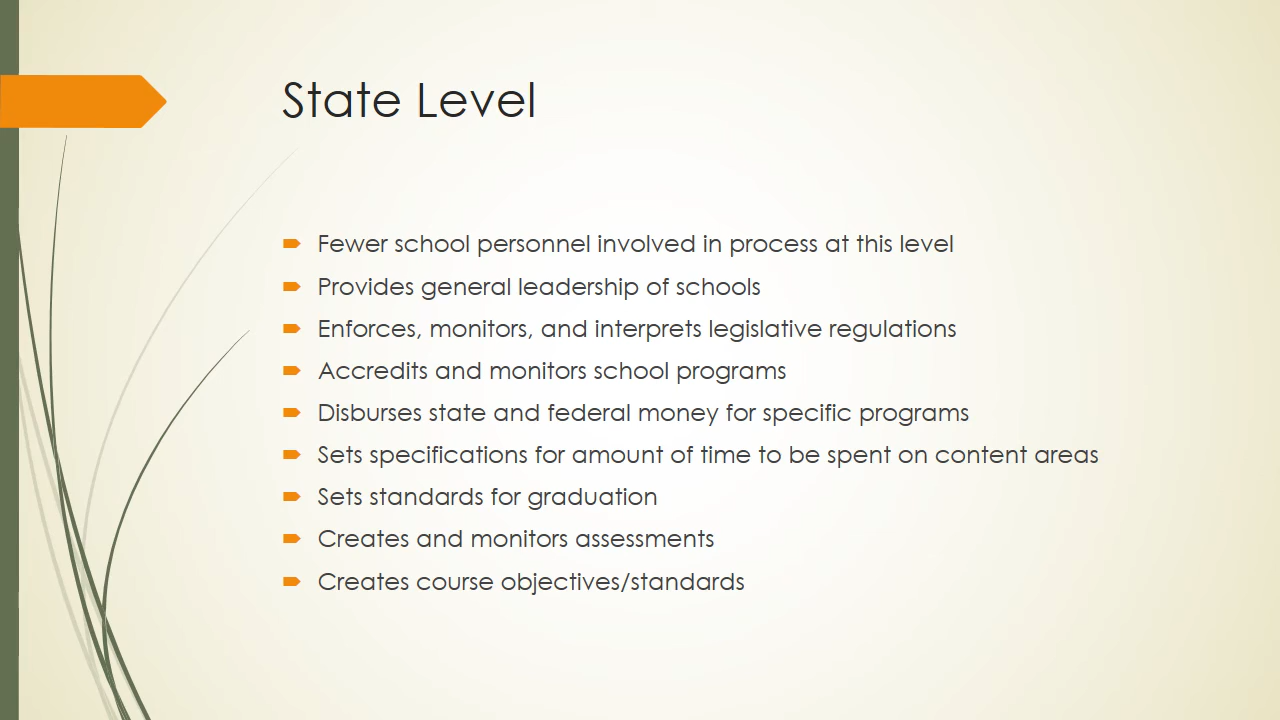 State Level
Fewer school personnel involved in process at this level
Provides general leadership of schools
Enforces, monitors, and interprets legislative regulations
Accredits and monitors school programs
Disburses state and federal money for specific programs
Sets specifications for amount of time to be spent on content areas
Sets standards for graduation
Creates and monitors assessments
Creates course objectives/standards